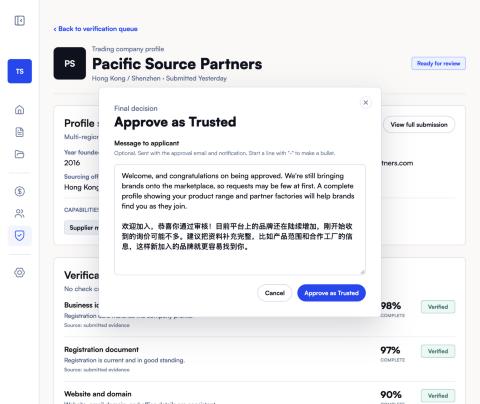 ‹ Back to verification queue
TS
PS
Trading company profile
Pacific Source Partners
Hong Kong / Shenzhen · Submitted Yesterday
Ready for review
Final decision
Approve as Trusted
Message to applicant
Optional. Sent with the approval email and notification. Start a line with "-" to make a bullet.
Welcome, and congratulations on being approved. We're still bringing
brands onto the marketplace, so requests may be few at first. A complete
profile showing your product range and partner factories will help brands
find you as they join.
欢迎加入，恭喜你通过审核！目前平台上的品牌还在陆续增加，刚开始收
到的询价可能不多。建议把资料补充完整，比如产品范围和合作工厂的信
息，这样新加入的品牌就更容易找到你。
Cancel
Approve as Trusted
Profile
View full submission
Multi-region
Year founded
2016
tners.com
Sourcing off
Hong Kong
CAPABILITIES
Supplier m
Verifica
No check c
Business id
98%
COMPLETE
Verified
Source: submitted evidence
Registration document
Registration is current and in good standing.
Source: submitted evidence
97%
COMPLETE
Verified
Website and domain
90%
Verified